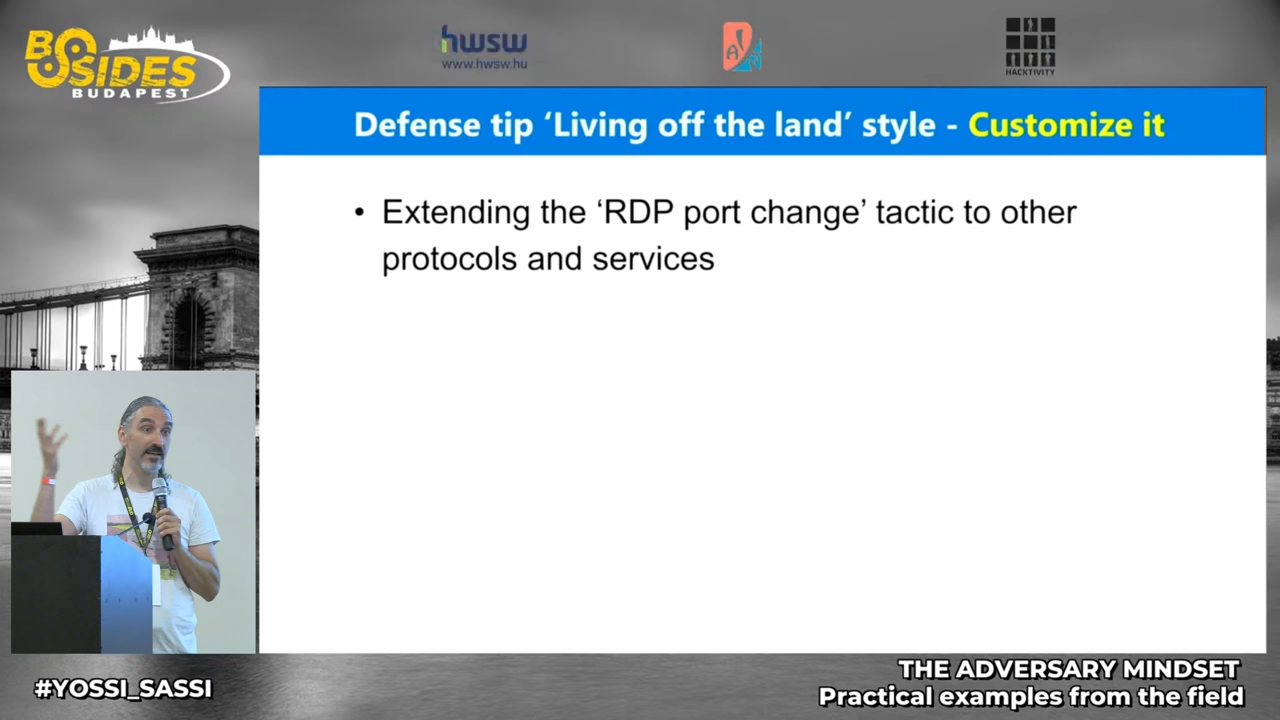 BSIDES
BUDAPEST
hwsw
www.hwsw.hu
HACKTIVITY
Defense tip ‘Living off the land’ style - Customize it
• Extending the ‘RDP port change’ tactic to other
protocols and services
#YOSSI_SASSI
THE ADVERSARY MINDSET
Practical examples from the field